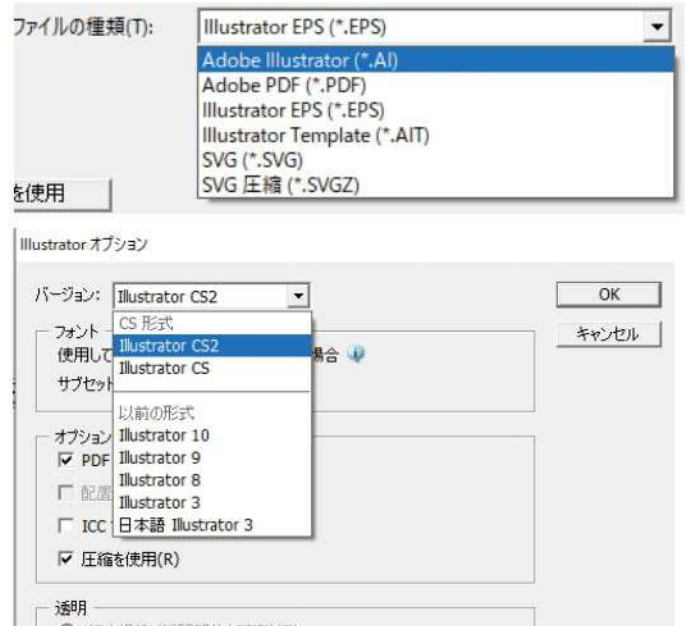 ファイルの種類(T):
Illustrator EPS (*.EPS)
Adobe Illustrator (*.AI)
Adobe PDF (*.PDF)
Illustrator EPS (*.EPS)
Illustrator Template (*.AIT)
SVG (*.SVG)
SVG 圧縮 (*.SVGZ)
を使用
Illustrator オプション
バージョン:
Illustrator CS2
OK
キャンセル
CS 形式
Illustrator CS2
Illustrator CS
以前の形式
Illustrator 10
Illustrator 9
Illustrator 8
Illustrator 3
日本語 Illustrator 3
フォント
使用して
場合
サブセット
オプション
PDF
配置
ICC
圧縮を使用(R)
透明